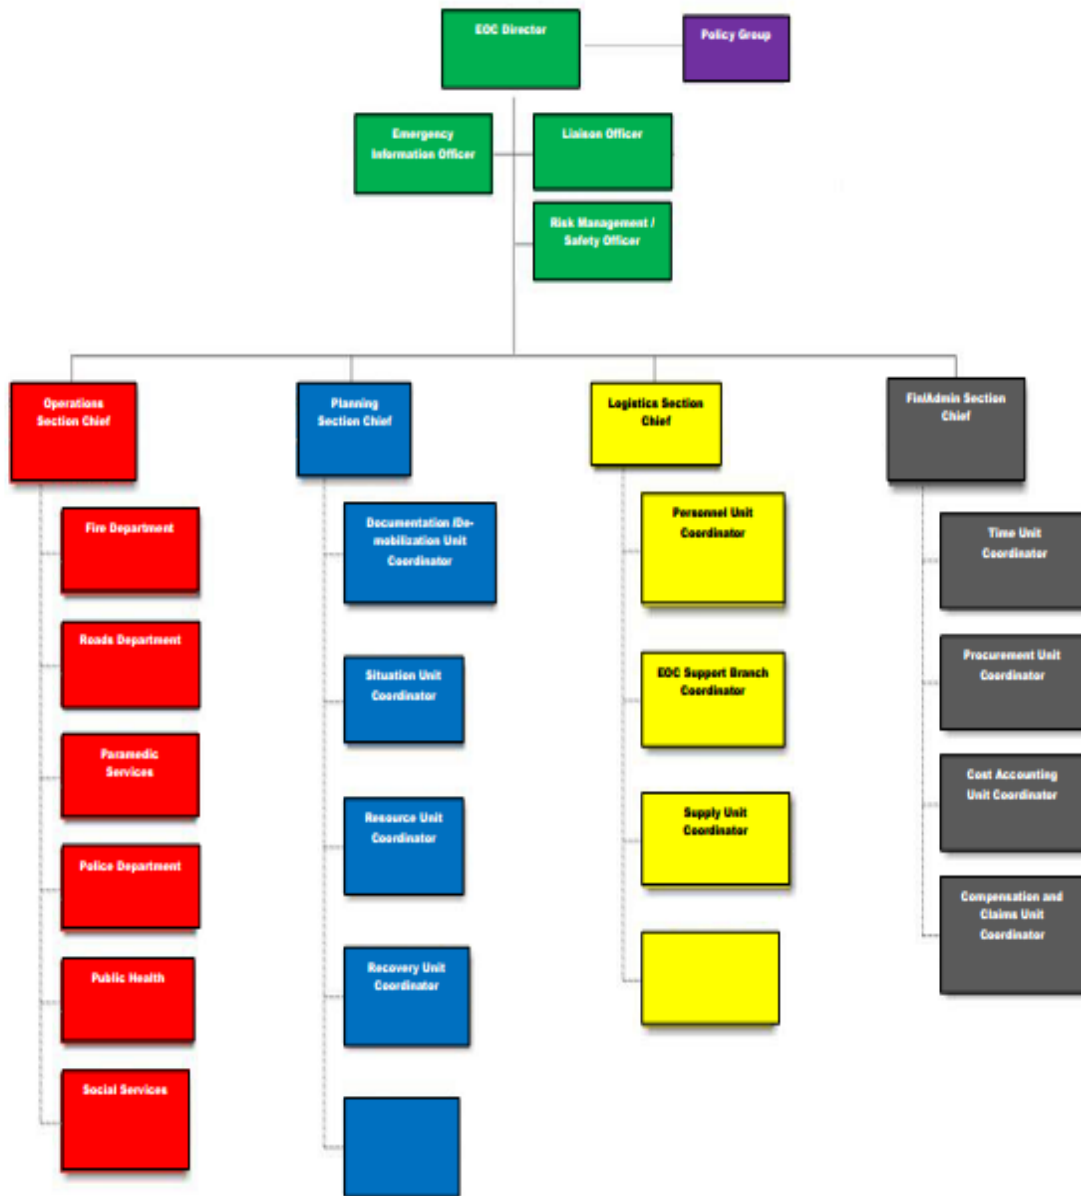 EOC Director
Policy Group
Emergency
Information Officer
Liaison Officer
Risk Management /
Safety Officer
Operations
Section Chief
Planning
Section Chief
Logistics Section
Chief
Fin/Admin Section
Chief
Fire Department
Roads Department
Paramedic
Services
Police Department
Public Health
Social Services
Documentation /De-
mobilization Unit
Coordinator
Situation Unit
Coordinator
Resource Unit
Coordinator
Recovery Unit
Coordinator
Personnel Unit
Coordinator
EOC Support Branch
Coordinator
Supply Unit
Coordinator
Time Unit
Coordinator
Procurement Unit
Coordinator
Cost Accounting
Unit Coordinator
Compensation and
Claims Unit
Coordinator